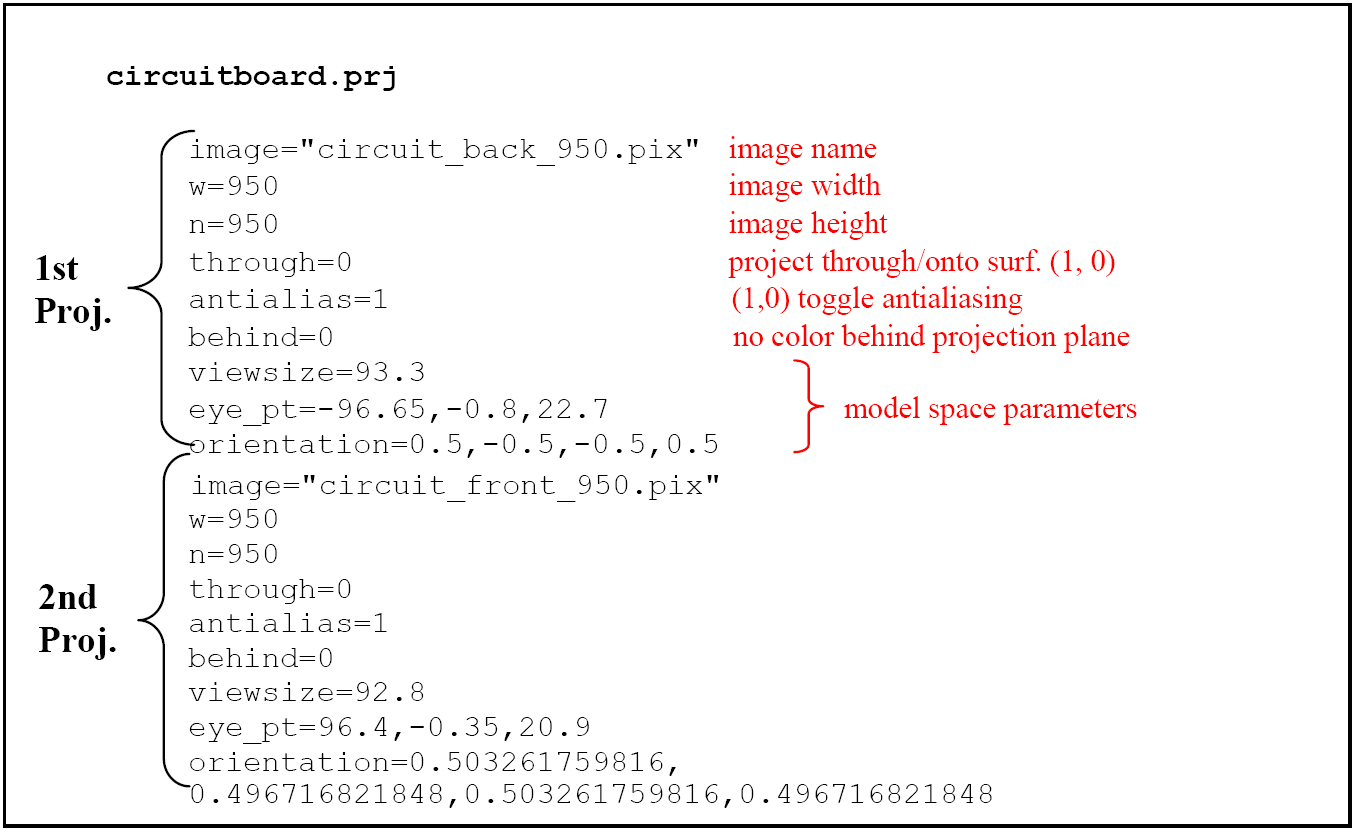 circuitboard.prj
image="circuit_back_950.pix" image name
w=950 image width
n=950 image height
through=0 project through/onto surf. (1, 0)
antialias=1 (1,0) toggle antialiasing
behind=0 no color behind projection plane
viewsize=93.3
eye_pt=-96.65,-0.8,22.7 model space parameters
orientation=0.5,-0.5,-0.5,0.5
1st
Proj.
image="circuit_front_950.pix"
w=950
n=950
through=0
antialias=1
behind=0
viewsize=92.8
eye_pt=96.4,-0.35,20.9
orientation=0.503261759816,
0.496716821848,0.503261759816,0.496716821848
2nd
Proj.